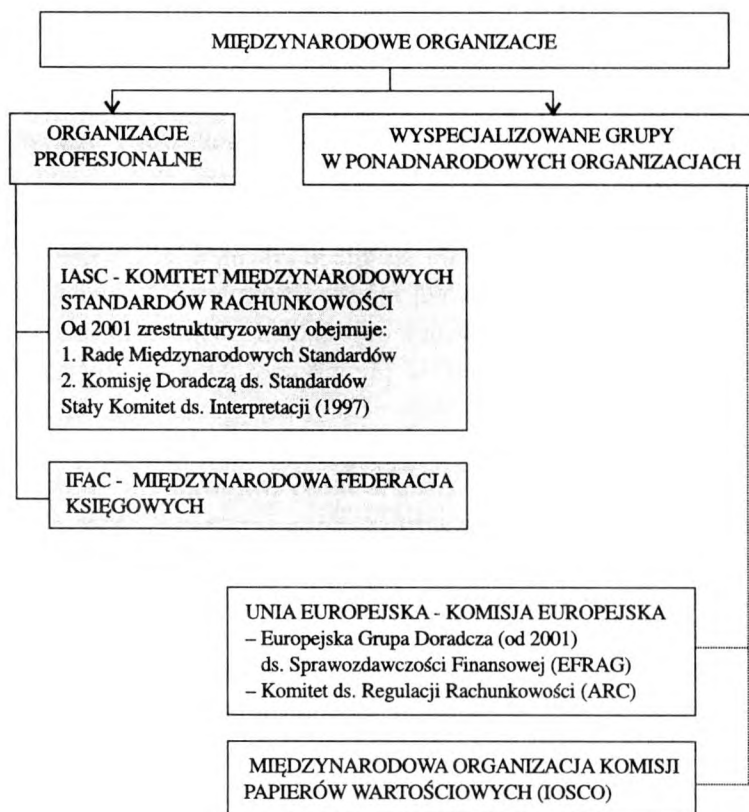 MIĘDZYNARODOWE ORGANIZACJE
ORGANIZACJE
PROFESJONALNE
WYSPECJALIZOWANE GRUPY
W PONADNARODOWYCH ORGANIZACJACH
IASC - KOMITET MIĘDZYNARODOWYCH
STANDARDÓW RACHUNKOWOŚCI
Od 2001 zrestrukturyzowany obejmuje:
1. Radę Międzynarodowych Standardów
2. Komisję Doradczą ds. Standardów
Stały Komitet ds. Interpretacji (1997)
IFAC - MIĘDZYNARODOWA FEDERACJA
KSIĘGOWYCH
UNIA EUROPEJSKA - KOMISJA EUROPEJSKA
– Europejska Grupa Doradcza (od 2001)
ds. Sprawozdawczości Finansowej (EFRAG)
– Komitet ds. Regulacji Rachunkowości (ARC)
MIĘDZYNARODOWA ORGANIZACJA KOMISJI
PAPIERÓW WARTOŚCIOWYCH (IOSCO)